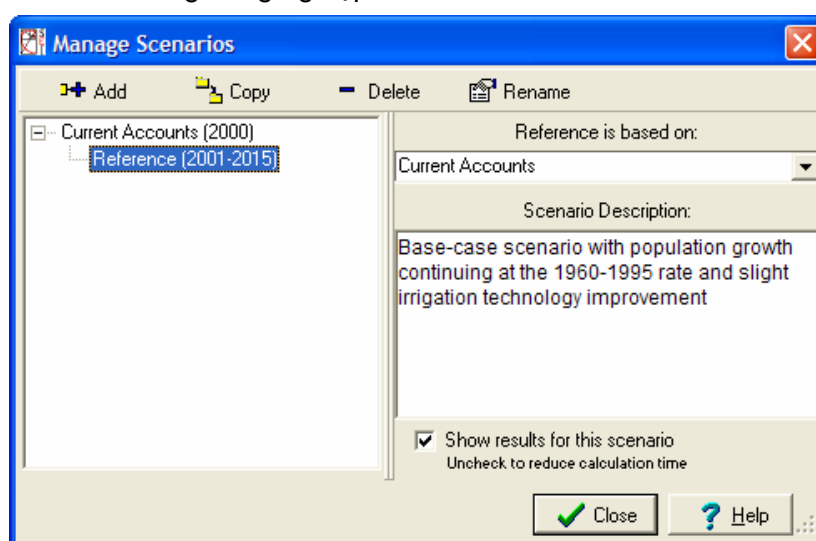 Manage Scenarios
Add Copy Delete Rename
Current Accounts (2000)
Reference (2001-2015)
Reference is based on:
Current Accounts
Scenario Description:
Base-case scenario with population growth
continuing at the 1960-1995 rate and slight
irrigation technology improvement
Show results for this scenario
Uncheck to reduce calculation time
Close Help